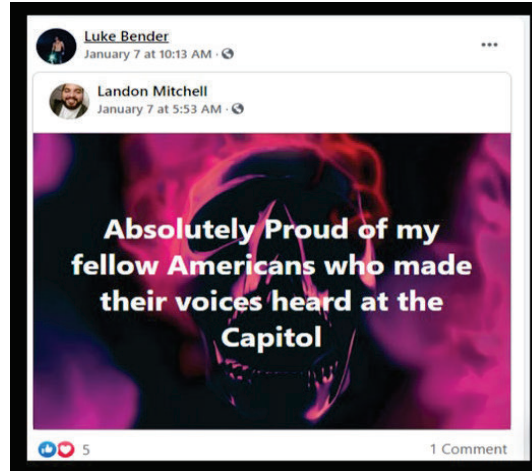 Luke Bender
January 7 at 10:13 AM ·
Landon Mitchell
January 7 at 5:53 AM ·
Absolutely Proud of my
fellow Americans who made
their voices heard at the
Capitol
5
1 Comment